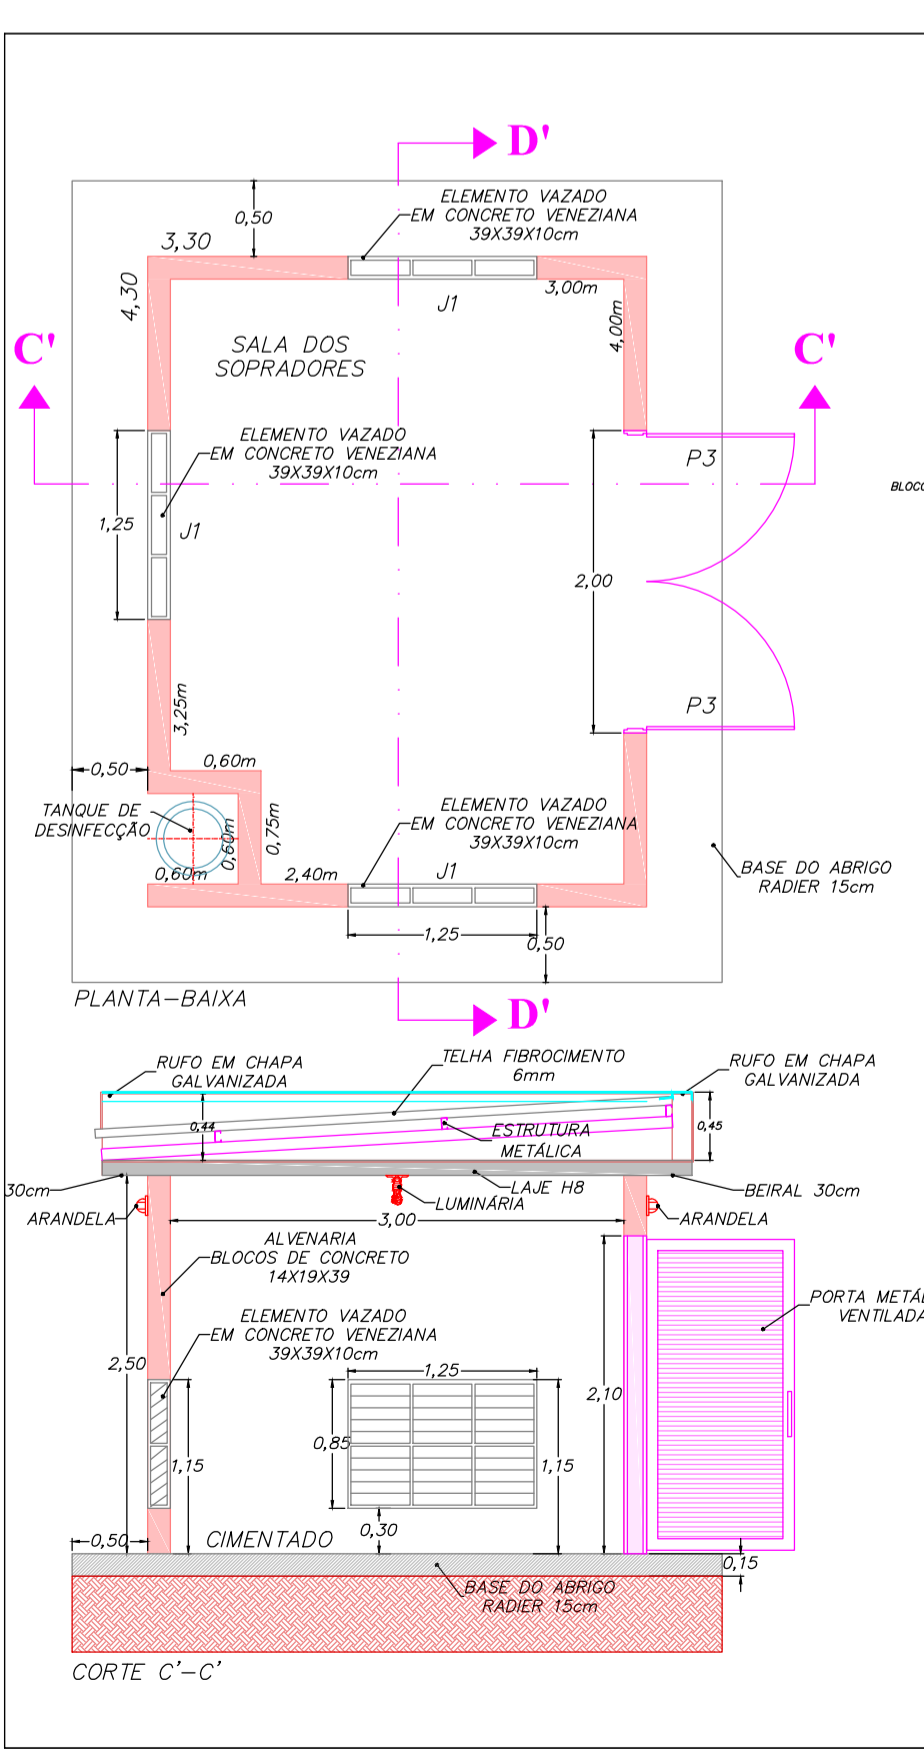 D'
ELEMENTO VAZADO
EM CONCRETO VENEZIANA
39X39X10cm
0,50
3,30
4,30
J1
3,00m
4,00m
SALA DOS
SOPRADORES
C'
C'
ELEMENTO VAZADO
EM CONCRETO VENEZIANA
39X39X10cm
P3
1,25
J1
2,00
3,25m
P3
0,50
0,60m
TANQUE DE
DESINFECÇÃO
0,60m
0,75m
ELEMENTO VAZADO
EM CONCRETO VENEZIANA
39X39X10cm
0,60m
2,40m
J1
BASE DO ABRIGO
RADIER 15cm
1,25
0,50
PLANTA-BAIXA
D'
RUFO EM CHAPA
GALVANIZADA
TELHA FIBROCIMENTO
6mm
RUFO EM CHAPA
GALVANIZADA
0,44
ESTRUTURA
METÁLICA
0,45
30cm
LAJE H8
BEIRAL 30cm
LUMINÁRIA
ARANDELA
3,00
ARANDELA
ALVENARIA
BLOCOS DE CONCRETO
14X19X39
PORTA METÁL
VENTILADA
ELEMENTO VAZADO
EM CONCRETO VENEZIANA
39X39X10cm
2,50
1,25
2,10
0,85
1,15
1,15
0,30
0,50
CIMENTADO
0,15
BASE DO ABRIGO
RADIER 15cm
CORTE C'-C'